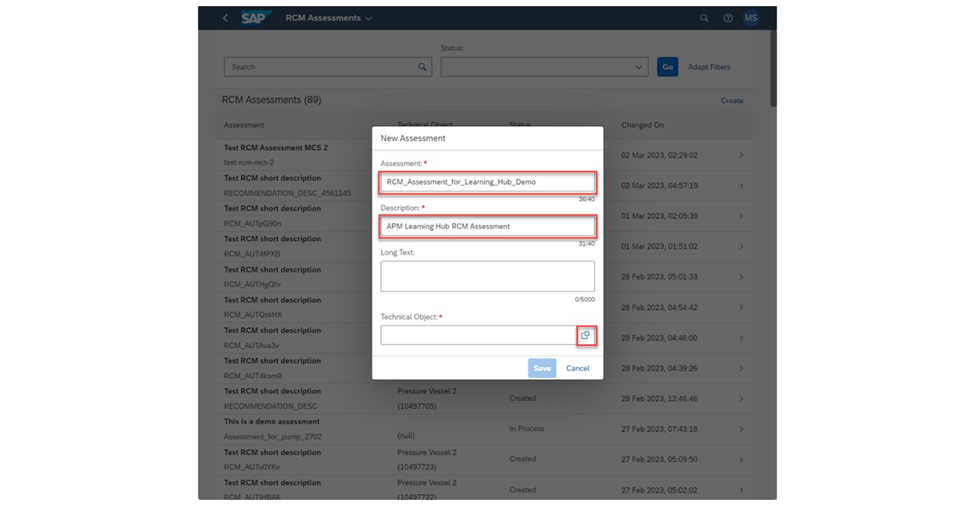 SAP RCM Assessments MS
Status:
Search Go Adapt Filters
RCM Assessments (89) Create
Assessment Technical Object Status Changed On
New Assessment
Assessment: *
RCM_Assessment_for_Learning_Hub_Demo
36/40
Description: *
APM Learning Hub RCM Assessment
31/40
Long Text:
0/5000
Technical Object: *
Save Cancel
Test RCM Assessment MCS 2
test-rcm-mcs-2
02 Mar 2023, 02:29:02
Test RCM short description
RECOMMENDATION_DESC_4561145
02 Mar 2023, 04:57:19
Test RCM short description
RCM_AUTpG90n
01 Mar 2023, 02:05:39
Test RCM short description
01 Mar 2023, 01:51:02
Test RCM short description
28 Feb 2023, 05:01:33
Test RCM short description
RCM_AUTQskHX
28 Feb 2023, 04:54:42
Test RCM short description
RCM_AUTAva3v
28 Feb 2023, 04:46:00
Test RCM short description
RCM_AUT4ksmR
28 Feb 2023, 04:39:26
Test RCM short description Pressure Vessel 2
RECOMMENDATION_DESC (10497705)
Created 28 Feb 2023, 12:46:46
This is a demo assessment
Assessment_for_pump_2702 (null)
In Process 27 Feb 2023, 07:43:18
Test RCM short description Pressure Vessel 2
RCM_AUTv0YKv (10497723)
Created 27 Feb 2023, 05:09:50
Test RCM short description Pressure Vessel 2
(10497722)
Created 27 Feb 2023, 05:02:02